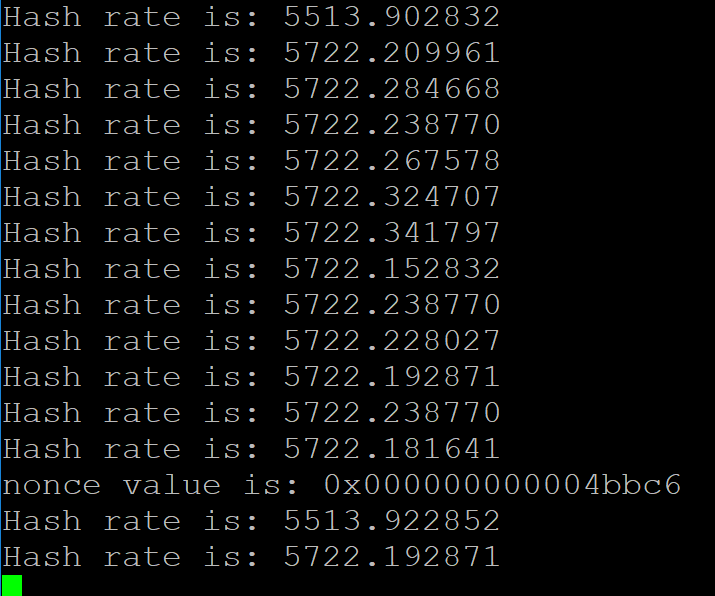 Hash rate is: 5513.902832
Hash rate is: 5722.209961
Hash rate is: 5722.284668
Hash rate is: 5722.238770
Hash rate is: 5722.267578
Hash rate is: 5722.324707
Hash rate is: 5722.341797
Hash rate is: 5722.152832
Hash rate is: 5722.238770
Hash rate is: 5722.228027
Hash rate is: 5722.192871
Hash rate is: 5722.238770
Hash rate is: 5722.181641
nonce value is: 0x000000000004bbc6
Hash rate is: 5513.922852
Hash rate is: 5722.192871